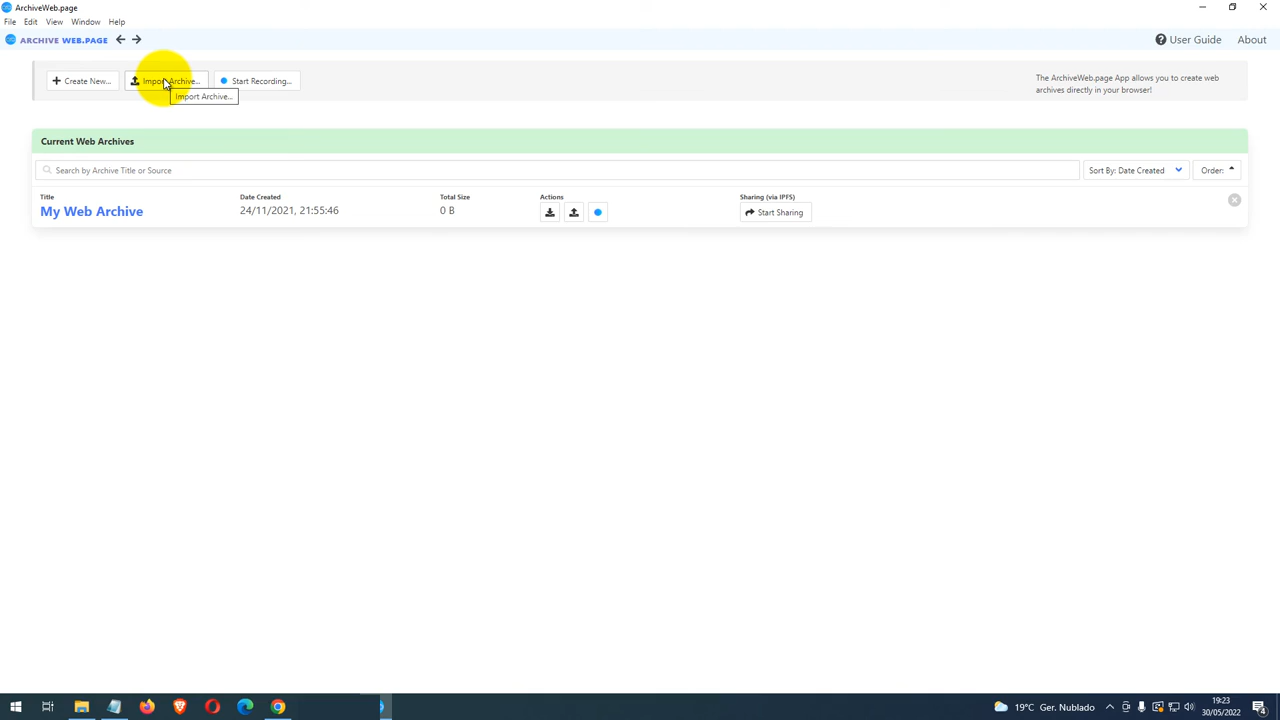 ArchiveWeb.page
File Edit View Window Help
ARCHIVE WEB.PAGE User Guide About
Create New... Import Archive... Start Recording...
Import Archive...
The ArchiveWeb.page App allows you to create web
archives directly in your browser!
Current Web Archives
Search by Archive Title or Source Sort By: Date Created Order:
Title Date Created Total Size Actions Sharing (via IPFS)
My Web Archive 24/11/2021, 21:55:46 0 B Start Sharing
19°C Ger. Nublado 19:23
30/05/2022
4